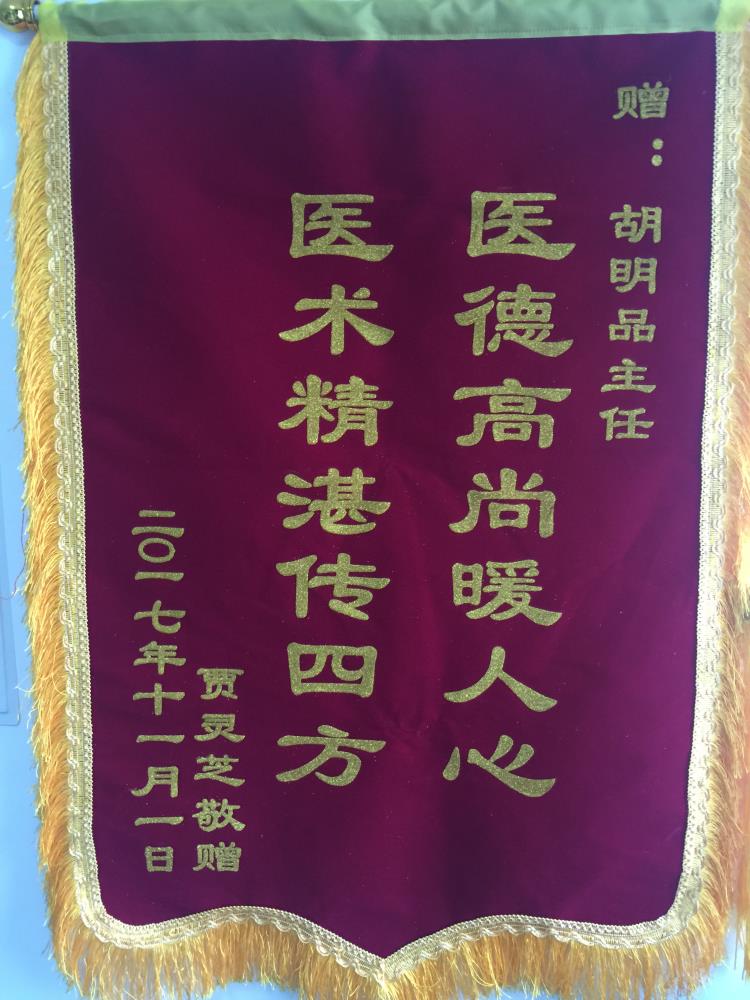 赠：胡明品主任
医德高尚暖人心
医术精湛传四方
贾灵芝敬赠
二〇一七年十一月一日